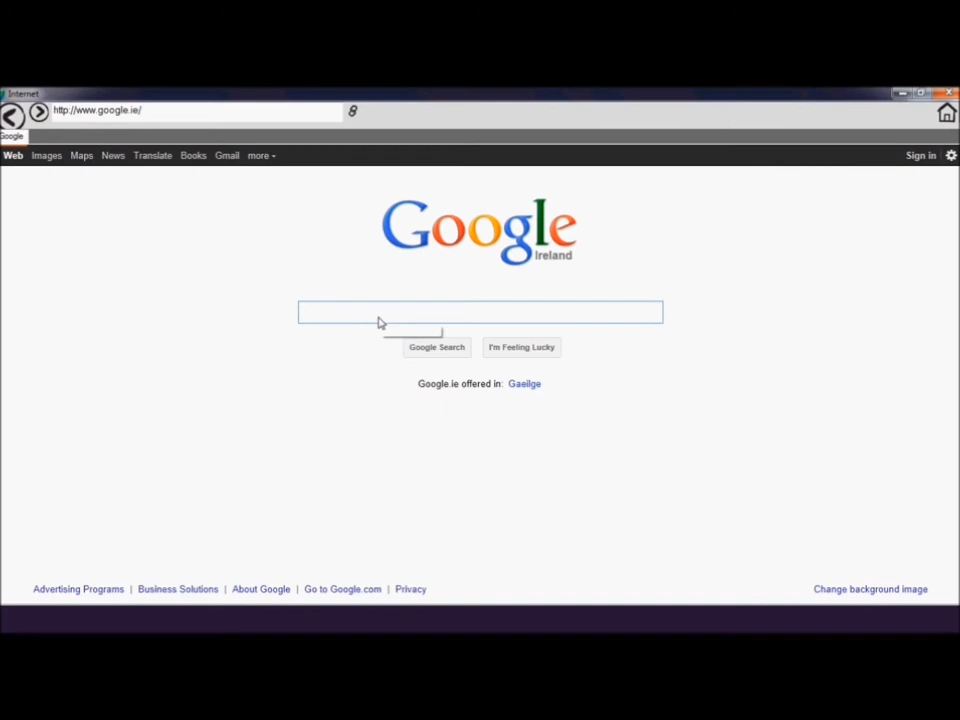 Internet
http://www.google.ie/
Google
Web Images Maps News Translate Books Gmail more Sign in
Google
Ireland
Google Search I'm Feeling Lucky
Google.ie offered in: Gaeilge
Advertising Programs | Business Solutions | About Google | Go to Google.com | Privacy Change background image